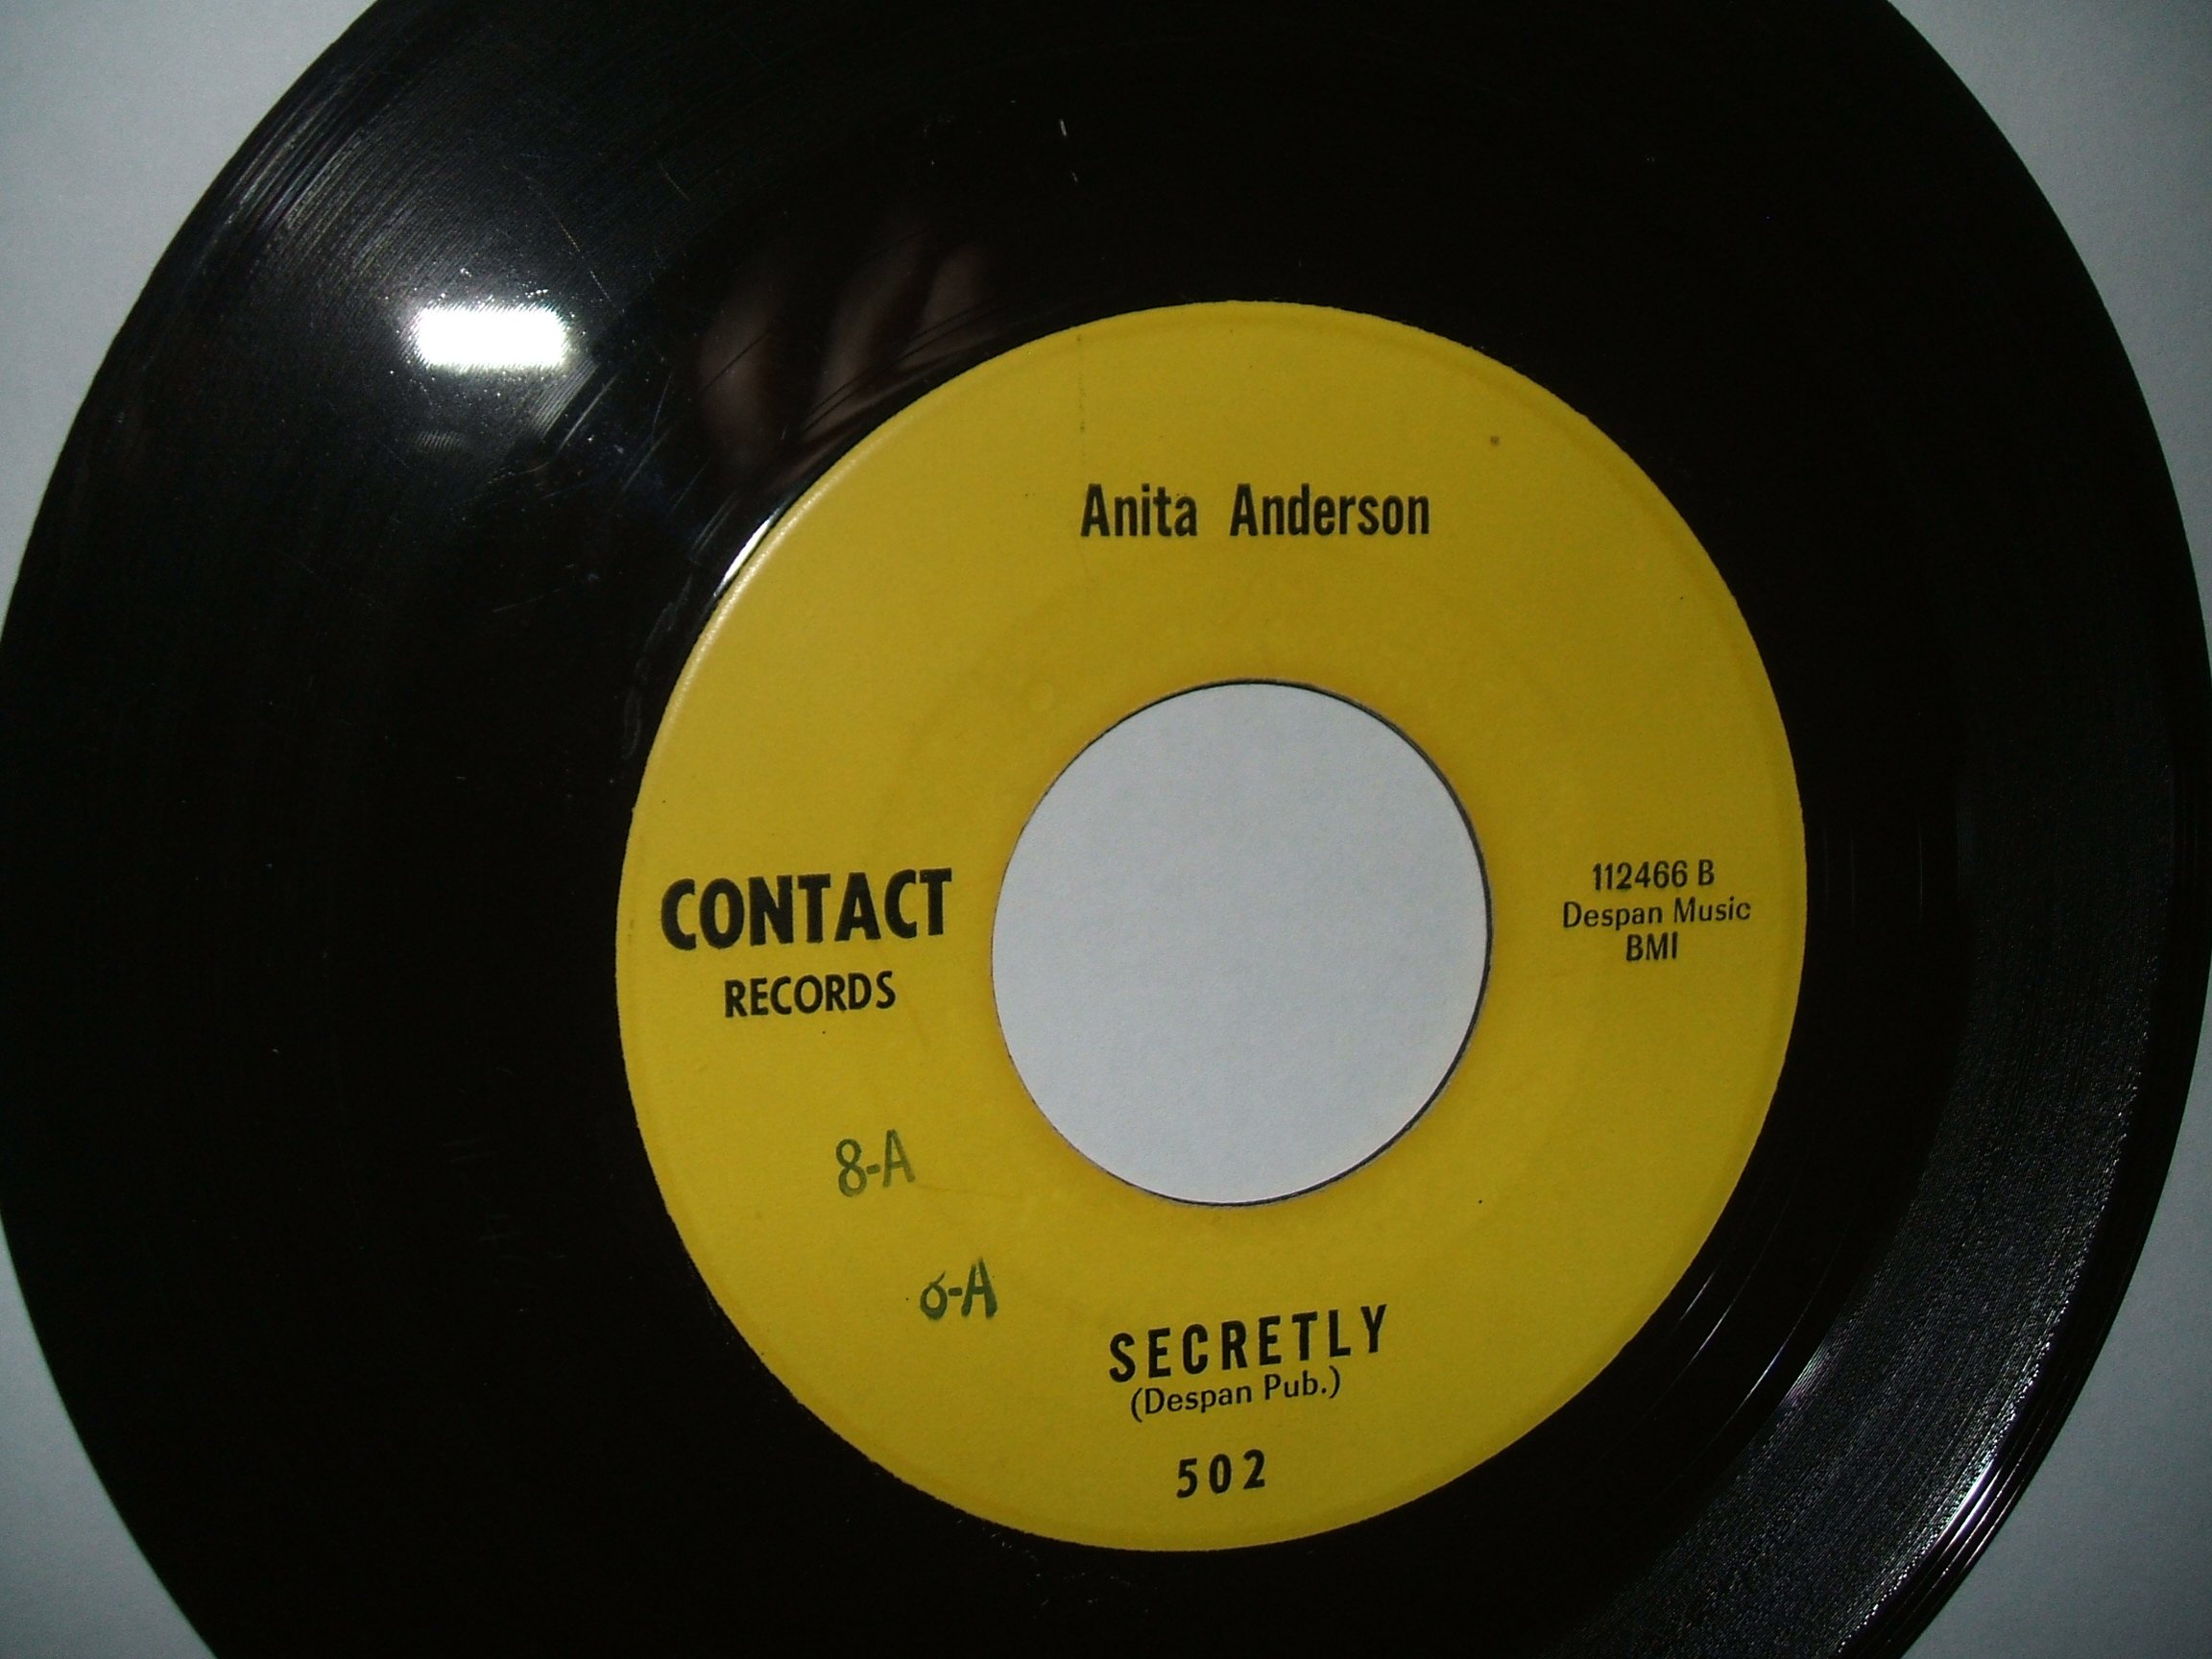 Anita Anderson
CONTACT
RECORDS
112466 B
Despan Music
BMI
8-A
6-A
SECRETLY
(Despan Pub.)
502